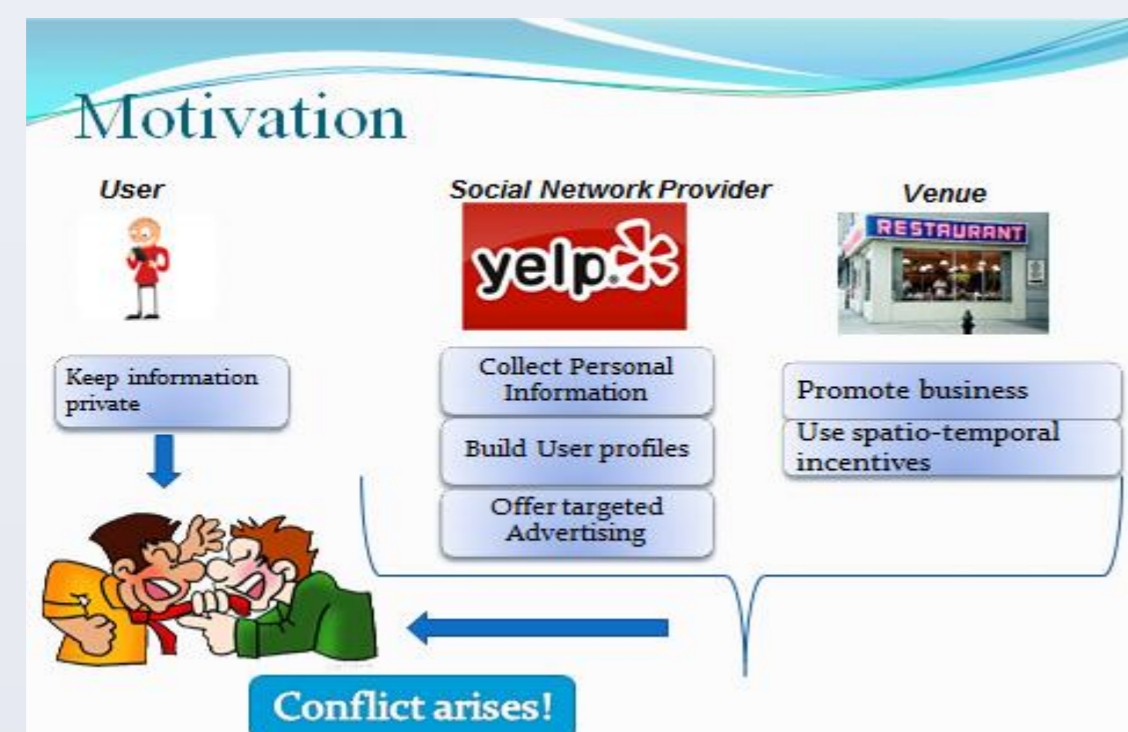 Motivation
User
Social Network Provider
Venue
yelp
RESTAURANT
Keep information
private
Collect Personal
Information
Build User profiles
Offer targeted
Advertising
Promote business
Use spatio-temporal
incentives
Conflict arises!